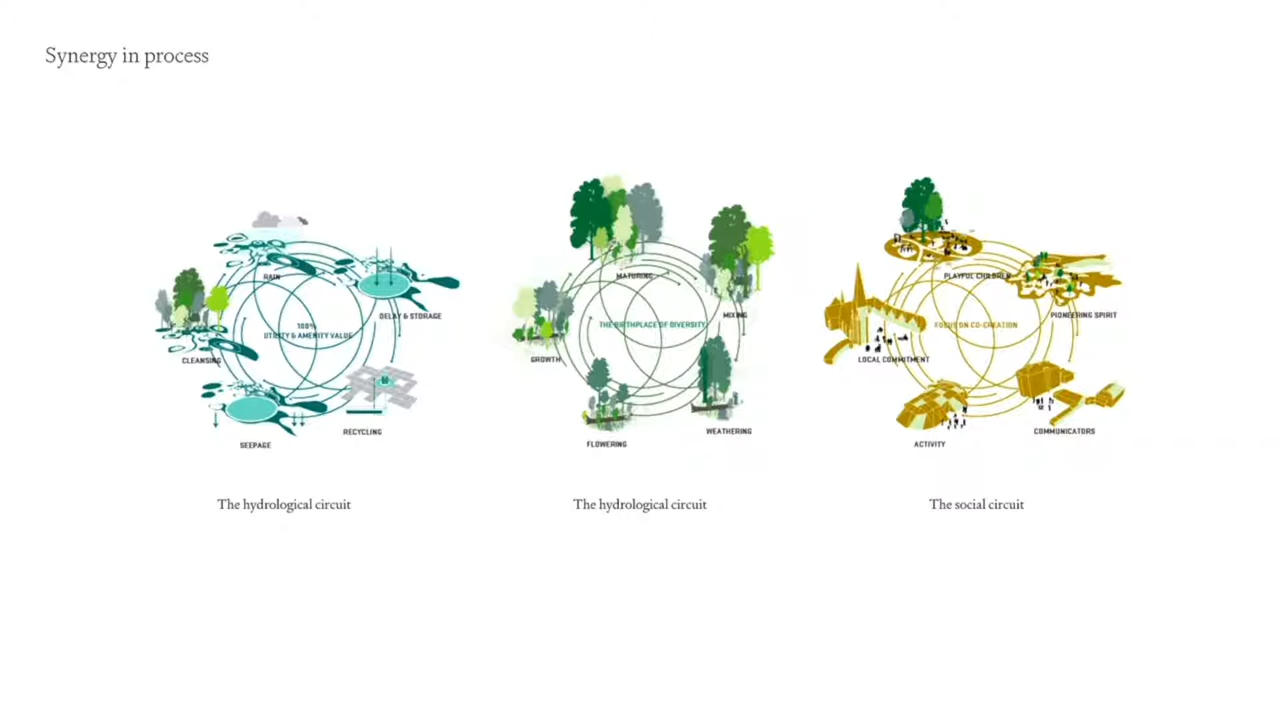 Synergy in process
RAIN
DELAY & STORAGE
100%
UTILITY & AMENITY VALUE
CLEANSING
RECYCLING
SEEPAGE
The hydrological circuit
MATURING
MIXING
THE BIRTHPLACE OF DIVERSITY
GROWTH
WEATHERING
FLOWERING
The hydrological circuit
PLAYFUL CHILDREN
PIONEERING SPIRIT
FOCUS ON CO-CREATION
LOCAL COMMITMENT
COMMUNICATORS
ACTIVITY
The social circuit